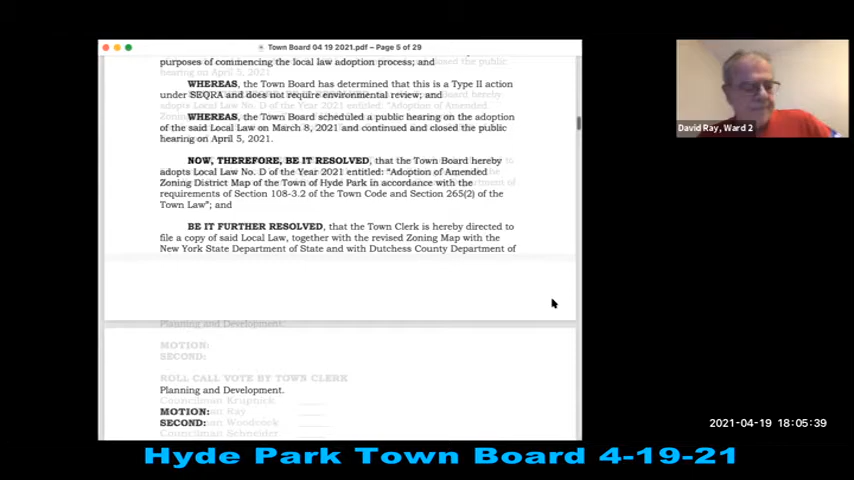 Town Board 04 19 2021.pdf – Page 5 of 29
purposes of commencing the local law adoption process; and
hearing on April 5, 2021
WHEREAS, the Town Board has determined that this is a Type II action
under SEQRA and does not require environmental review; and
WHEREAS, the Town Board scheduled a public hearing on the adoption
of the said Local Law on March 8, 2021 and continued and closed the public
hearing on April 5, 2021.
NOW, THEREFORE, BE IT RESOLVED, that the Town Board hereby
adopts Local Law No. D of the Year 2021 entitled: “Adoption of Amended
Zoning District Map of the Town of Hyde Park in accordance with the
requirements of Section 108-3.2 of the Town Code and Section 265(2) of the
Town Law”; and
BE IT FURTHER RESOLVED, that the Town Clerk is hereby directed to
file a copy of said Local Law, together with the revised Zoning Map with the
New York State Department of State and with Dutchess County Department of
Planning and Development.
MOTION:
SECOND:
ROLL CALL VOTE BY TOWN CLERK
Planning and Development.
Councilman Krupnick
MOTION:
man Ray
SECOND:
man Woodcock
Councilman Schneider
David Ray, Ward 2
2021-04-19 18:05:39
Hyde Park Town Board 4-19-21